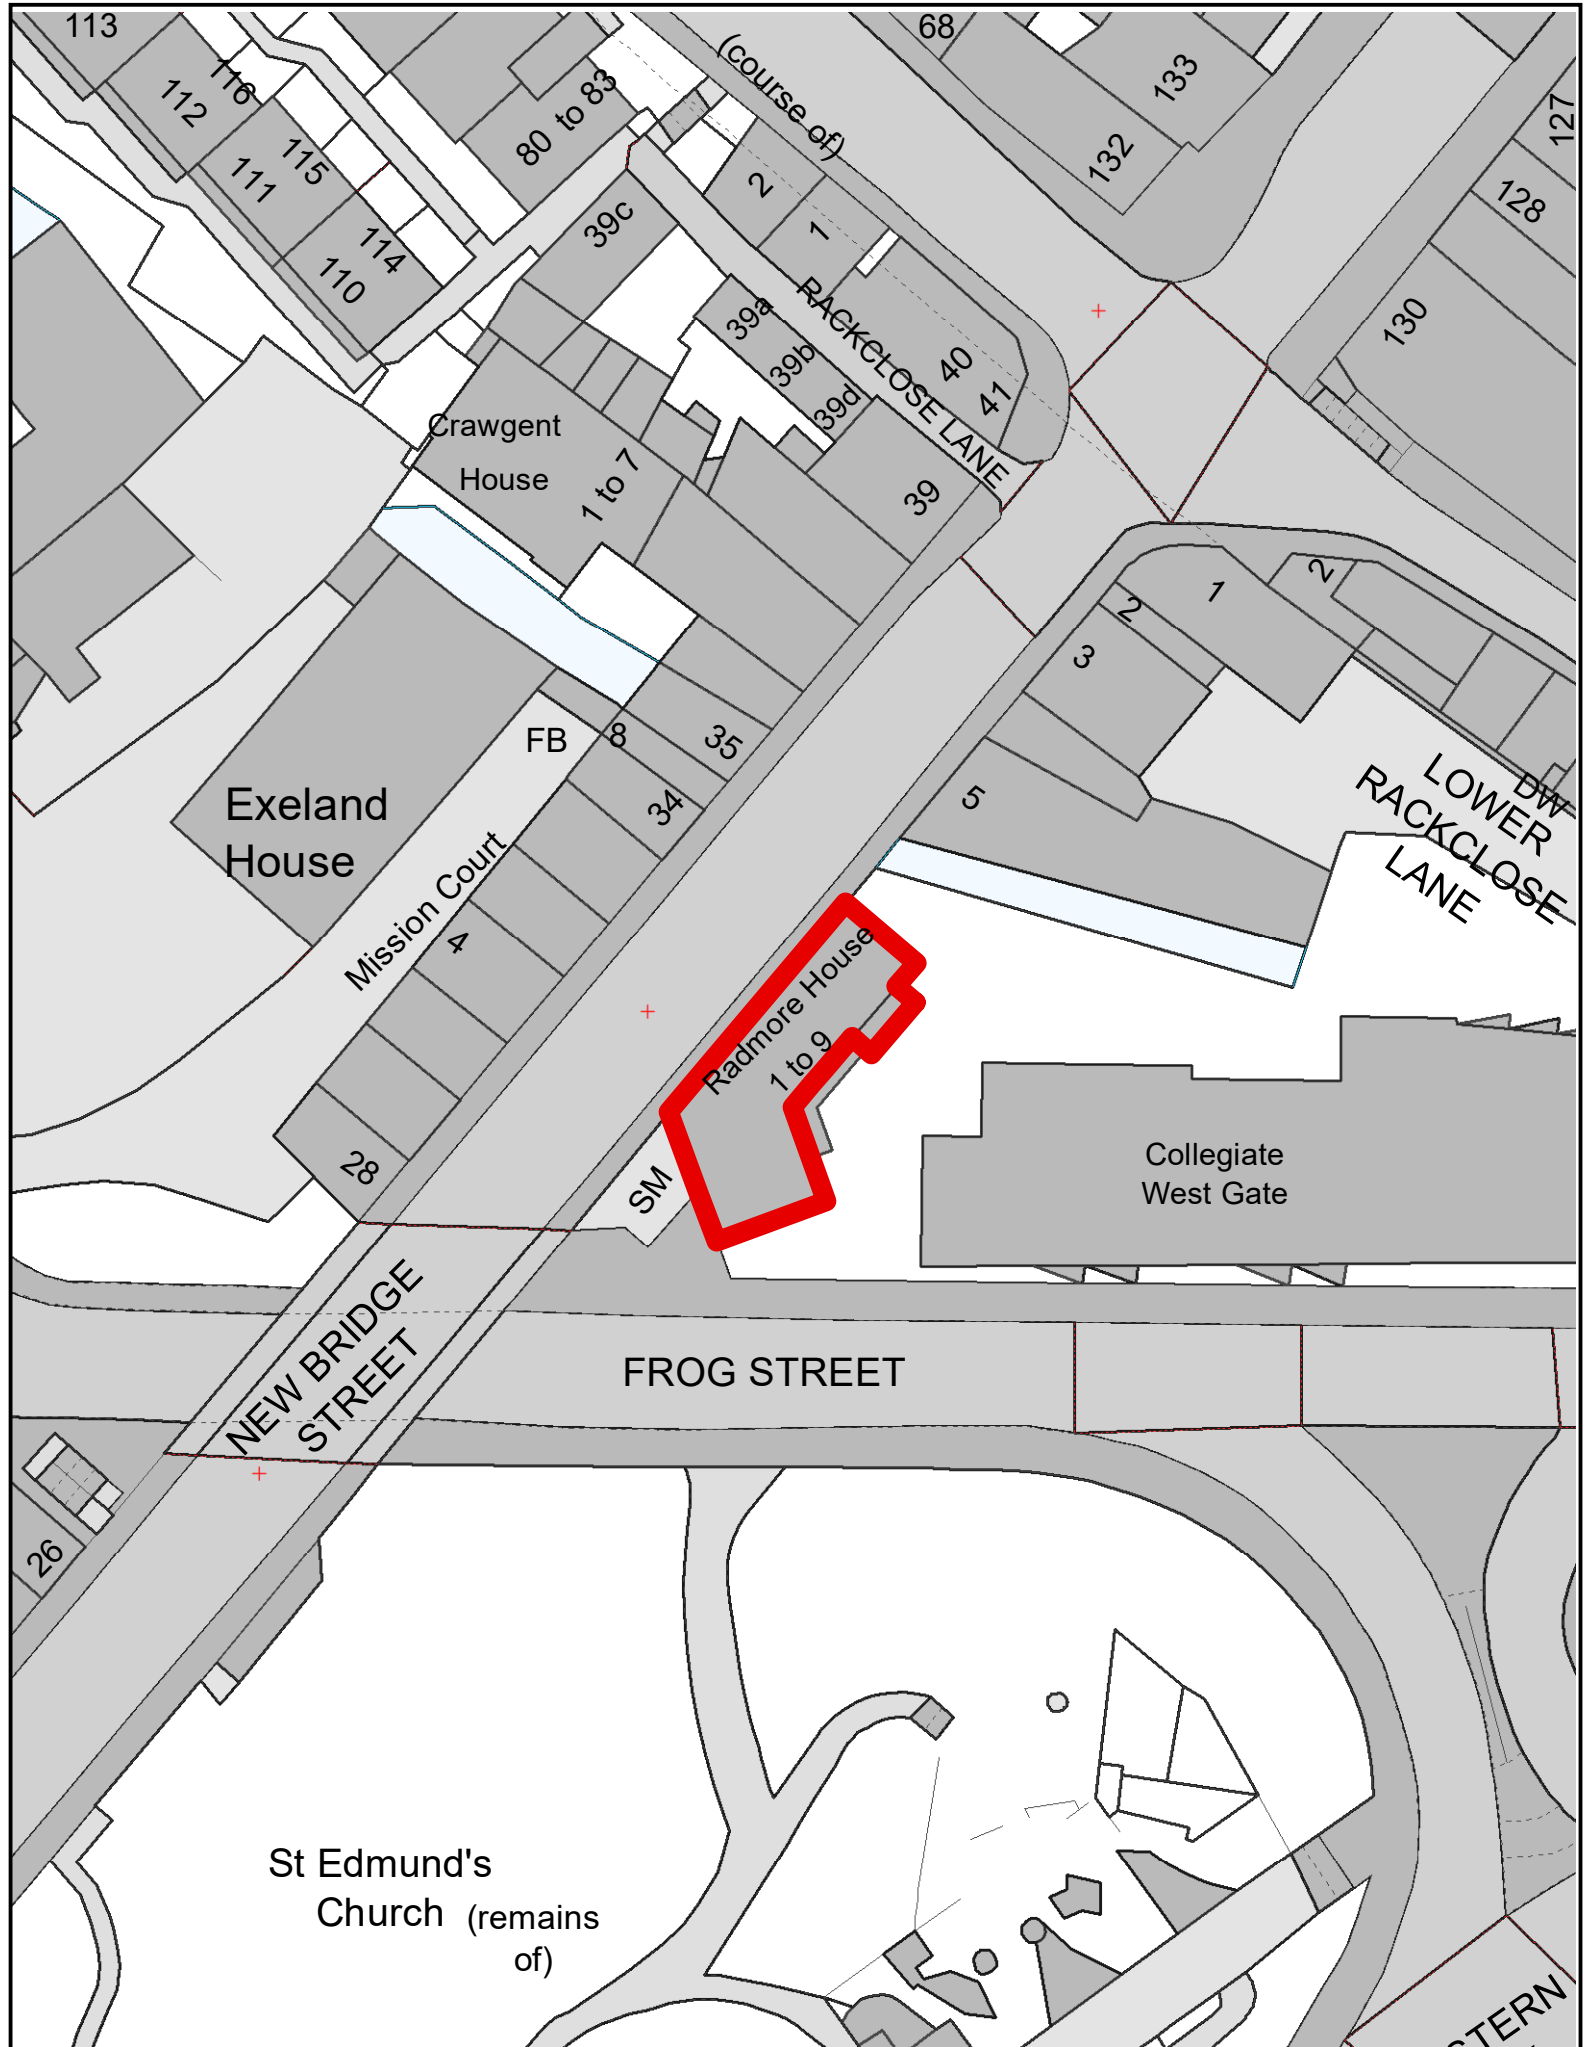 113
68
(course of)
116
112
80 to 83
133
127
115
111
132
2
128
39c
1
114
110
39a
RACKCLOSE LANE
130
39b
40
41
39d
Crawgent
House
1 to 7
39
1
2
2
3
FB
8
35
34
5
Exeland
House
Mission Court
4
LOWER
RACKCLOSE
LANE
DW
Radmore House
1 to 9
28
SM
Collegiate
West Gate
NEW BRIDGE
STREET
FROG STREET
26
St Edmund's
Church (remains
of)
STERN